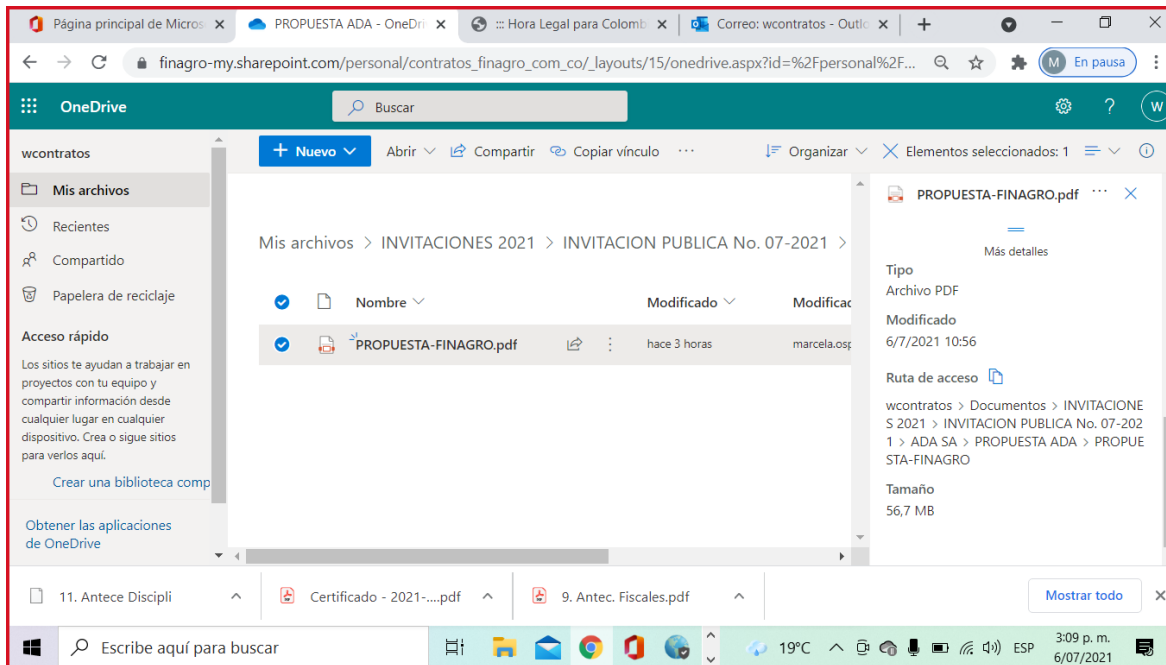 Página principal de Micros
PROPUESTA ADA - OneDri
::: Hora Legal para Colomb
Correo: wcontratos - Outlo
finagro-my.sharepoint.com/personal/contratos_finagro_com_co/_layouts/15/onedrive.aspx?id=%2Fpersonal%2F...
M En pausa
OneDrive
Buscar
?
W
wcontratos
+ Nuevo
Abrir
Compartir
Copiar vínculo
...
Organizar
Elementos seleccionados: 1
Mis archivos
Recientes
Compartido
Papelera de reciclaje
Acceso rápido
Los sitios te ayudan a trabajar en
proyectos con tu equipo y
compartir información desde
cualquier lugar en cualquier
dispositivo. Crea o sigue sitios
para verlos aquí.
Crear una biblioteca comp
Obtener las aplicaciones
de OneDrive
Mis archivos > INVITACIONES 2021 > INVITACION PUBLICA No. 07-2021 >
Nombre
Modificado
Modificac
PROPUESTA-FINAGRO.pdf
hace 3 horas
marcela.osp
PROPUESTA-FINAGRO.pdf ...
Más detalles
Tipo
Archivo PDF
Modificado
6/7/2021 10:56
Ruta de acceso
wcontratos > Documentos > INVITACIONE
S 2021 > INVITACION PUBLICA No. 07-202
1 > ADA SA > PROPUESTA ADA > PROPUE
STA-FINAGRO
Tamaño
56,7 MB
11. Antece Discipli
Certificado - 2021-....pdf
9. Antec. Fiscales.pdf
Mostrar todo
Escribe aquí para buscar
19°C
ESP
3:09 p. m.
6/07/2021